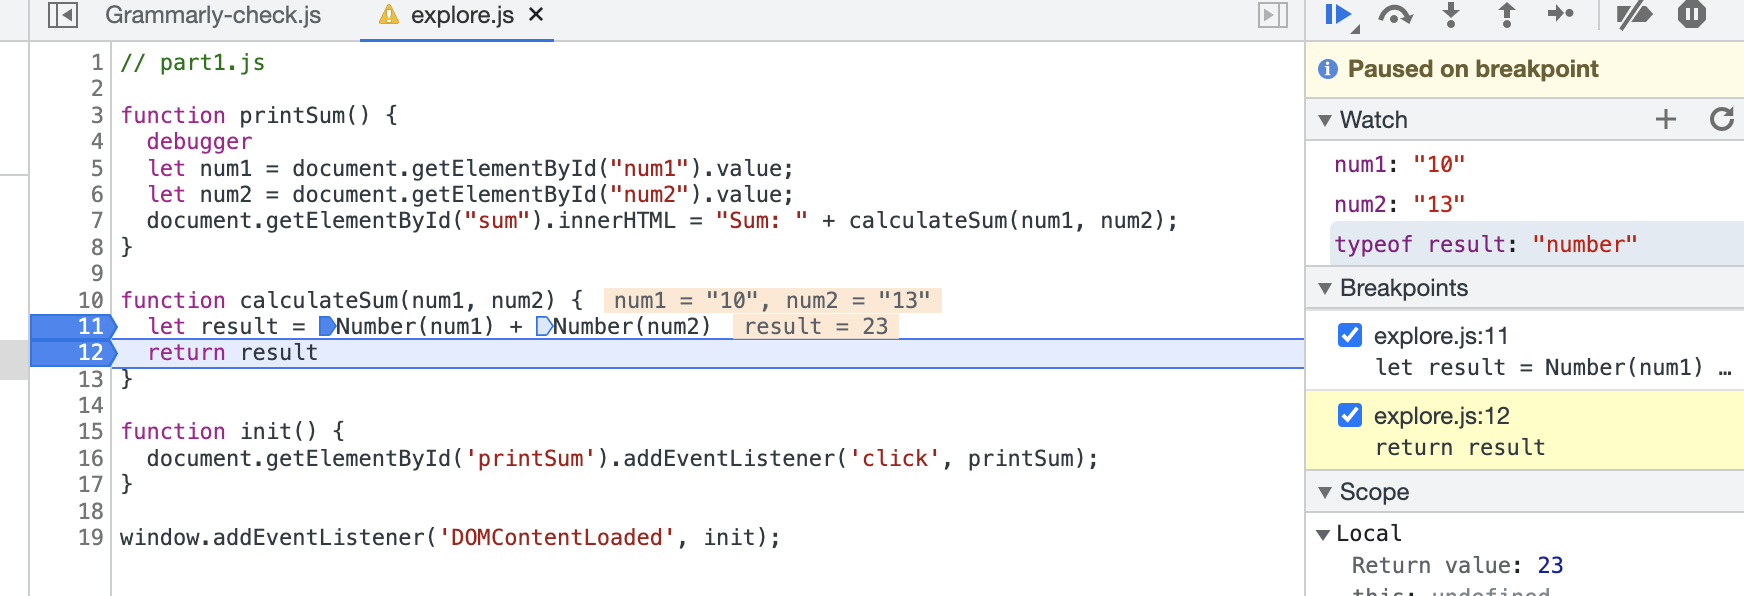 Grammarly-check.js
explore.js
1 // part1.js
2
3 function printSum() {
4 debugger
5 let num1 = document.getElementById("num1").value;
6 let num2 = document.getElementById("num2").value;
7 document.getElementById("sum").innerHTML = "Sum: " + calculateSum(num1, num2);
8 }
9
10 function calculateSum(num1, num2) { num1 = "10", num2 = "13"
11 let result = Number(num1) + Number(num2) result = 23
12 return result
13 }
14
15 function init() {
16 document.getElementById('printSum').addEventListener('click', printSum);
17 }
18
19 window.addEventListener('DOMContentLoaded', init);
Paused on breakpoint
Watch
num1: "10"
num2: "13"
typeof result: "number"
Breakpoints
explore.js:11
let result = Number(num1) …
explore.js:12
return result
Scope
Local
Return value: 23
this: undefined